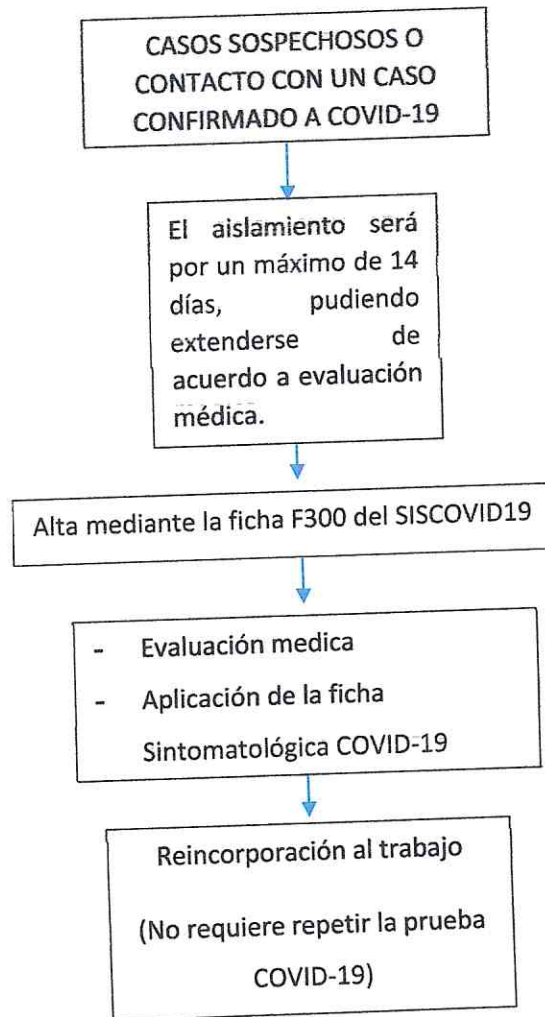 CASOS SOSPECHOSOS O
CONTACTO CON UN CASO
CONFIRMADO A COVID-19
El aislamiento será
por un máximo de 14
días, pudiendo
extenderse de
acuerdo a evaluación
médica.
Alta mediante la ficha F300 del SISCOVID19
- Evaluación medica
- Aplicación de la ficha
Sintomatológica COVID-19
Reincorporación al trabajo
(No requiere repetir la prueba
COVID-19)